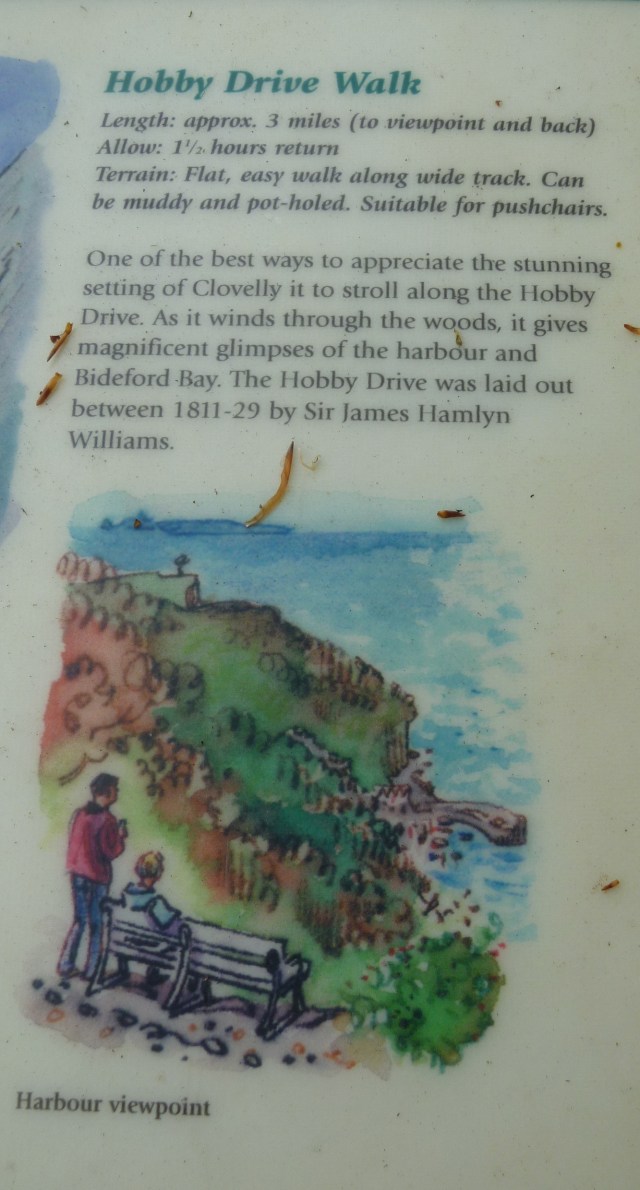 Hobby Drive Walk
Length: approx. 3 miles (to viewpoint and back)
Allow: 1½ hours return
Terrain: Flat, easy walk along wide track. Can
be muddy and pot-holed. Suitable for pushchairs.
One of the best ways to appreciate the stunning
setting of Clovelly it to stroll along the Hobby
Drive. As it winds through the woods, it gives
magnificent glimpses of the harbour and
Bideford Bay. The Hobby Drive was laid out
between 1811-29 by Sir James Hamlyn
Williams.
Harbour viewpoint